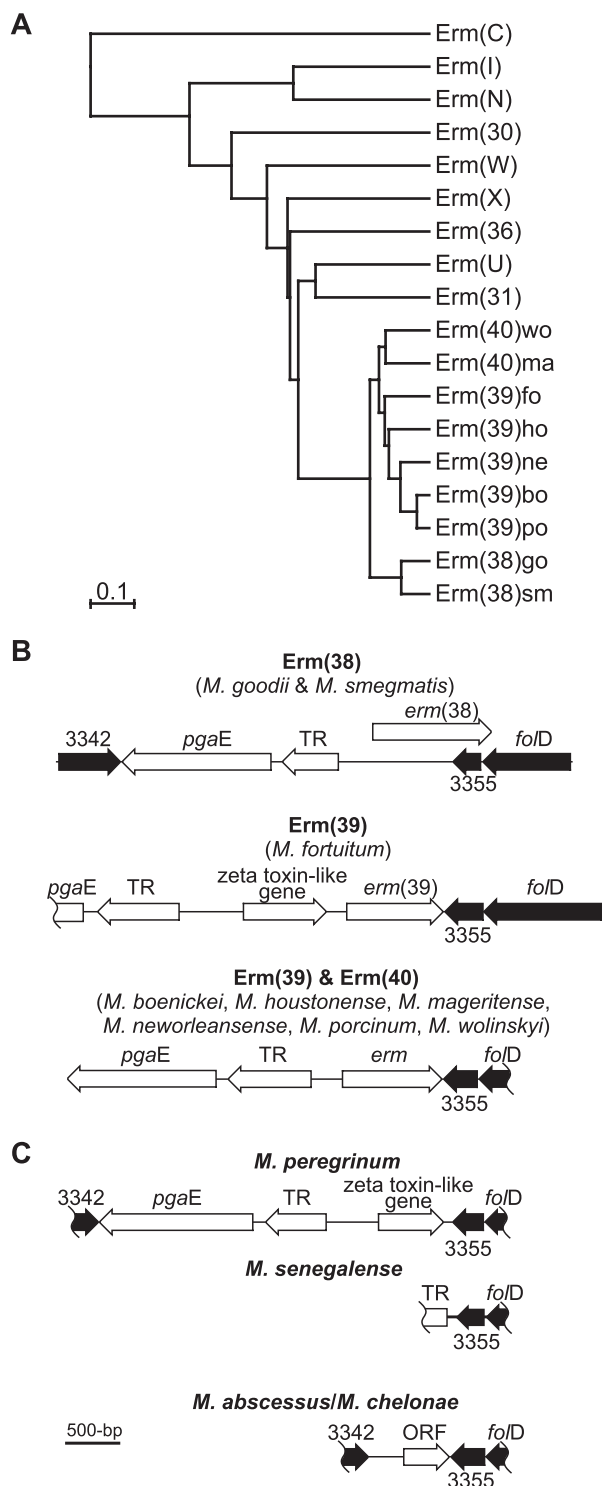 A
Erm(C)
Erm(I)
Erm(N)
Erm(30)
Erm(W)
Erm(X)
Erm(36)
Erm(U)
Erm(31)
Erm(40)wo
Erm(40)ma
Erm(39)fo
Erm(39)ho
Erm(39)ne
Erm(39)bo
Erm(39)po
Erm(38)go
Erm(38)sm
0.1
B
Erm(38)
(M. goodii & M. smegmatis)
erm(38)
3342 pgaE TR folD
3355
Erm(39)
(M. fortuitum)
zeta toxin-like
pgaE TR gene erm(39) folD
3355
Erm(39) & Erm(40)
(M. boenickei, M. houstonense, M. mageritense,
M. neworleansense, M. porcinum, M. wolinskyi)
pgaE TR erm folD
3355
C
M. peregrinum
zeta toxin-like
3342 pgaE TR gene folD
3355
M. senegalense
TR folD
3355
M. abscessus/M. chelonae
500-bp 3342 ORF folD
3355